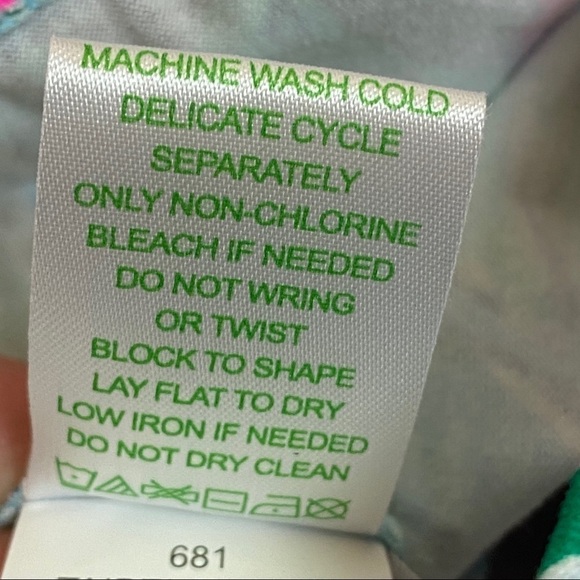 MACHINE WASH COLD
DELICATE CYCLE
SEPARATELY
ONLY NON-CHLORINE
BLEACH IF NEEDED
DO NOT WRING
OR TWIST
BLOCK TO SHAPE
LAY FLAT TO DRY
LOW IRON IF NEEDED
DO NOT DRY CLEAN
681